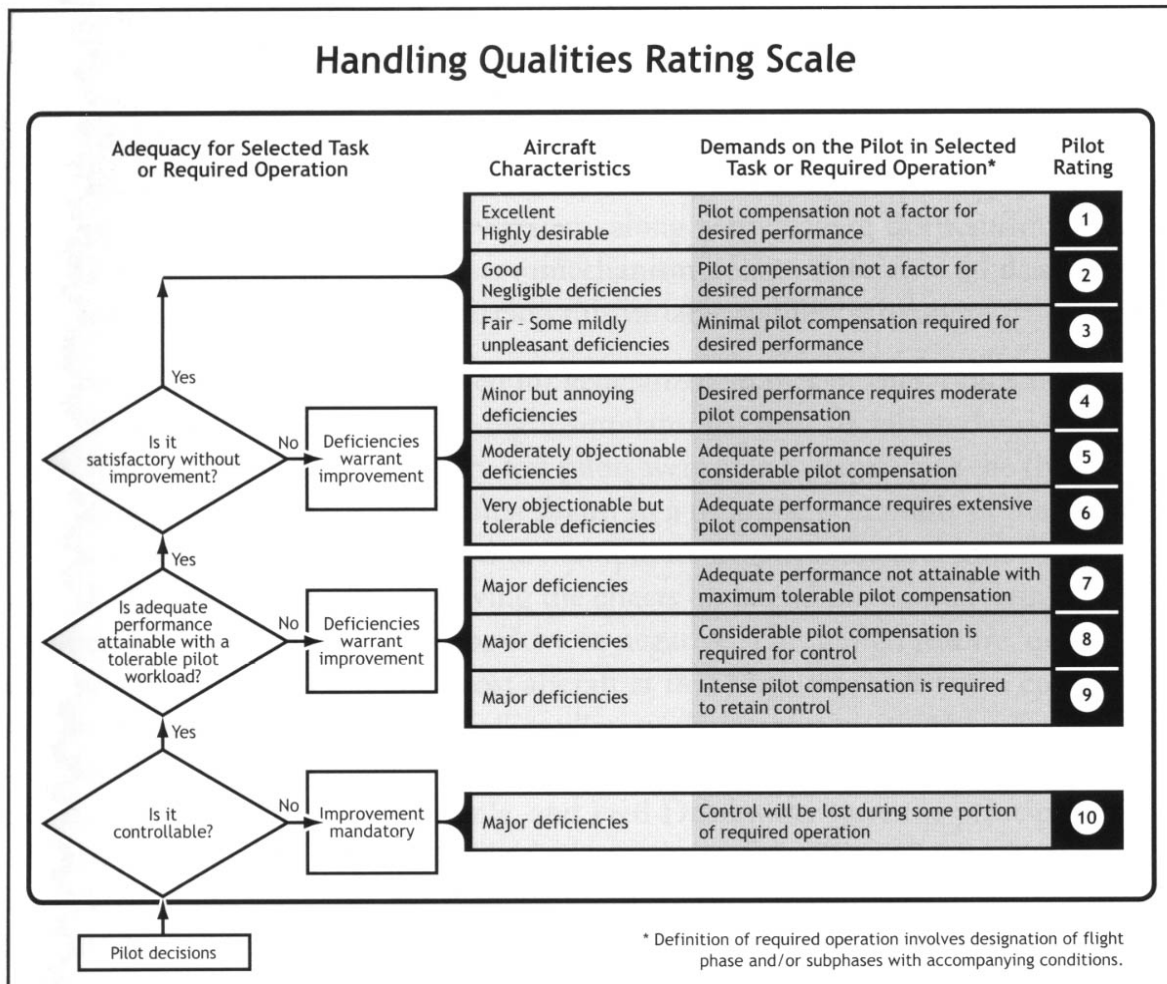 Handling Qualities Rating Scale
Adequacy for Selected Task
or Required Operation
Aircraft
Characteristics
Demands on the Pilot in Selected
Task or Required Operation*
Pilot
Rating
Excellent
Highly desirable
Pilot compensation not a factor for
desired performance
1
Good
Negligible deficiencies
Pilot compensation not a factor for
desired performance
2
Fair – Some mildly
unpleasant deficiencies
Minimal pilot compensation required for
desired performance
3
Yes
Is it
satisfactory without
improvement?
No
Deficiencies
warrant
improvement
Minor but annoying
deficiencies
Desired performance requires moderate
pilot compensation
4
Moderately objectionable
deficiencies
Adequate performance requires
considerable pilot compensation
5
Very objectionable but
tolerable deficiencies
Adequate performance requires extensive
pilot compensation
6
Yes
Is adequate
performance
attainable with a
tolerable pilot
workload?
No
Deficiencies
warrant
improvement
Major deficiencies
Adequate performance not attainable with
maximum tolerable pilot compensation
7
Major deficiencies
Considerable pilot compensation is
required for control
8
Major deficiencies
Intense pilot compensation is required
to retain control
9
Yes
Is it
controllable?
No
Improvement
mandatory
Major deficiencies
Control will be lost during some portion
of required operation
10
Pilot decisions
* Definition of required operation involves designation of flight
phase and/or subphases with accompanying conditions.